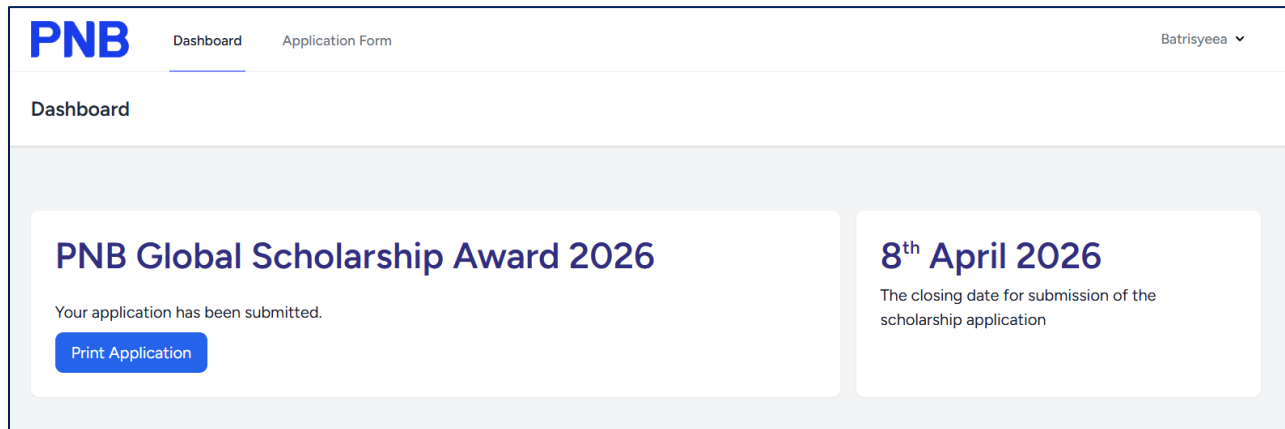 PNB Dashboard Application Form Batrisyeea
Dashboard
PNB Global Scholarship Award 2026
Your application has been submitted.
Print Application
8th April 2026
The closing date for submission of the
scholarship application